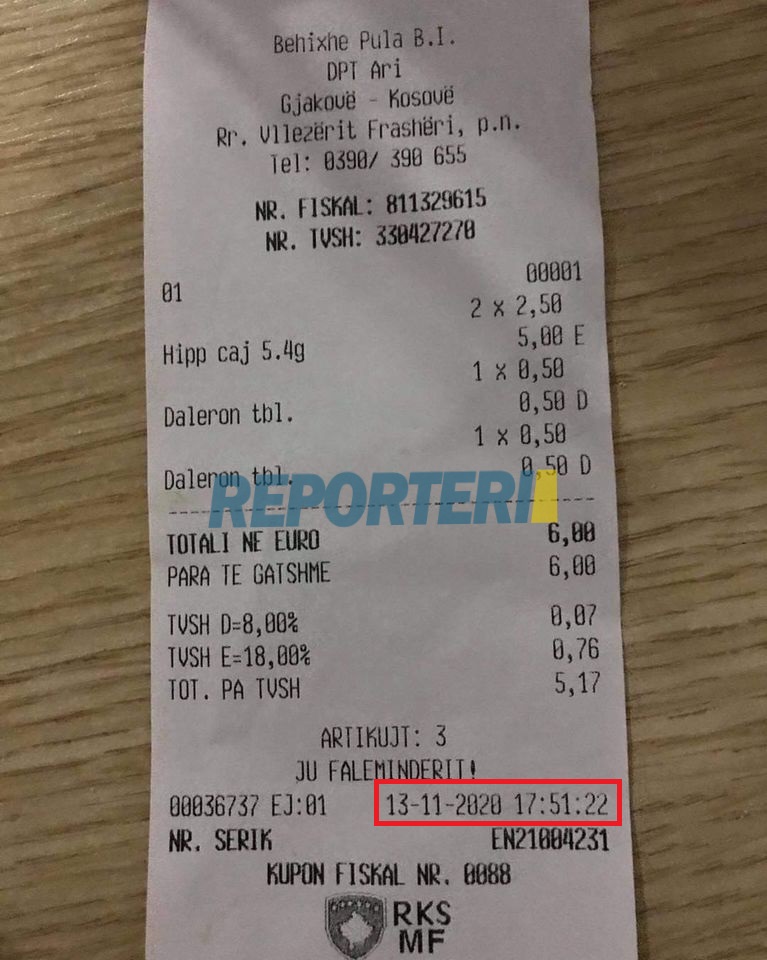 Behixhe Pula B.I.
DPT Ari
Gjakovë - Kosovë
Rr. Vllezërit Frashëri, p.n.
Tel: 0390/ 390 655
NR. FISKAL: 811329615
NR. TVSH: 330427270
01 00001
2 x 2,50
Hipp caj 5.4g 5,00 E
1 x 0,50
Daleron tbl. 0,50 D
1 x 0,50
Daleron tbl. 0,50 D
REPORTERI
TOTALI NE EURO 6,00
PARA TE GATSHME 6,00
TVSH D=8,00% 0,07
TVSH E=18,00% 0,76
TOT. PA TVSH 5,17
ARTIKUJT: 3
JU FALEMINDERIT!
00036737 EJ:01 13-11-2020 17:51:22
NR. SERIK EN21004231
KUPON FISKAL NR. 0088
RKS
MF